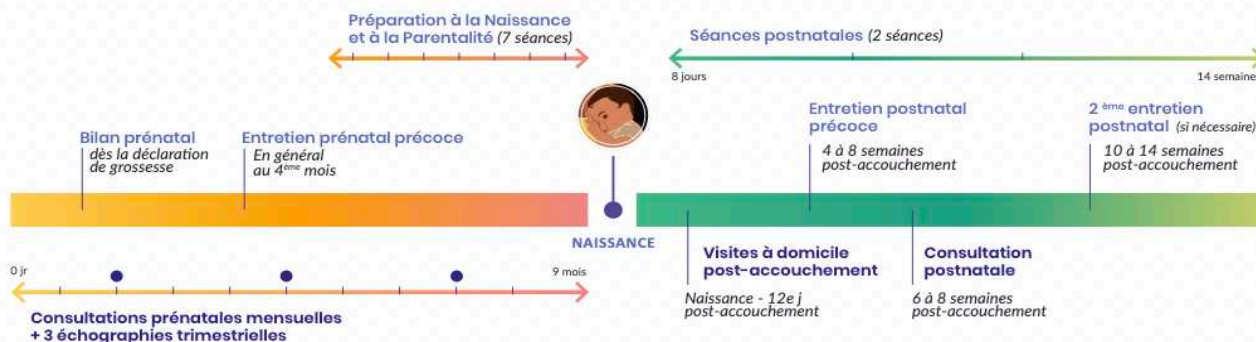 Préparation à la Naissance
et à la Parentalité (7 séances)
Séances postnatales (2 séances)
8 jours
14 semaine
Bilan prénatal
dès la déclaration
de grossesse
Entretien prénatal précoce
En général
au 4ème mois
Entretien postnatal
précoce
4 à 8 semaines
post-accouchement
2 ème entretien
postnatal (si nécessaire)
10 à 14 semaines
post-accouchement
NAISSANCE
0 jr
9 mois
Consultations prénatales mensuelles
+ 3 échographies trimestrielles
Visites à domicile
post-accouchement
Naissance - 12e j
post-accouchement
Consultation
postnatale
6 à 8 semaines
post-accouchement